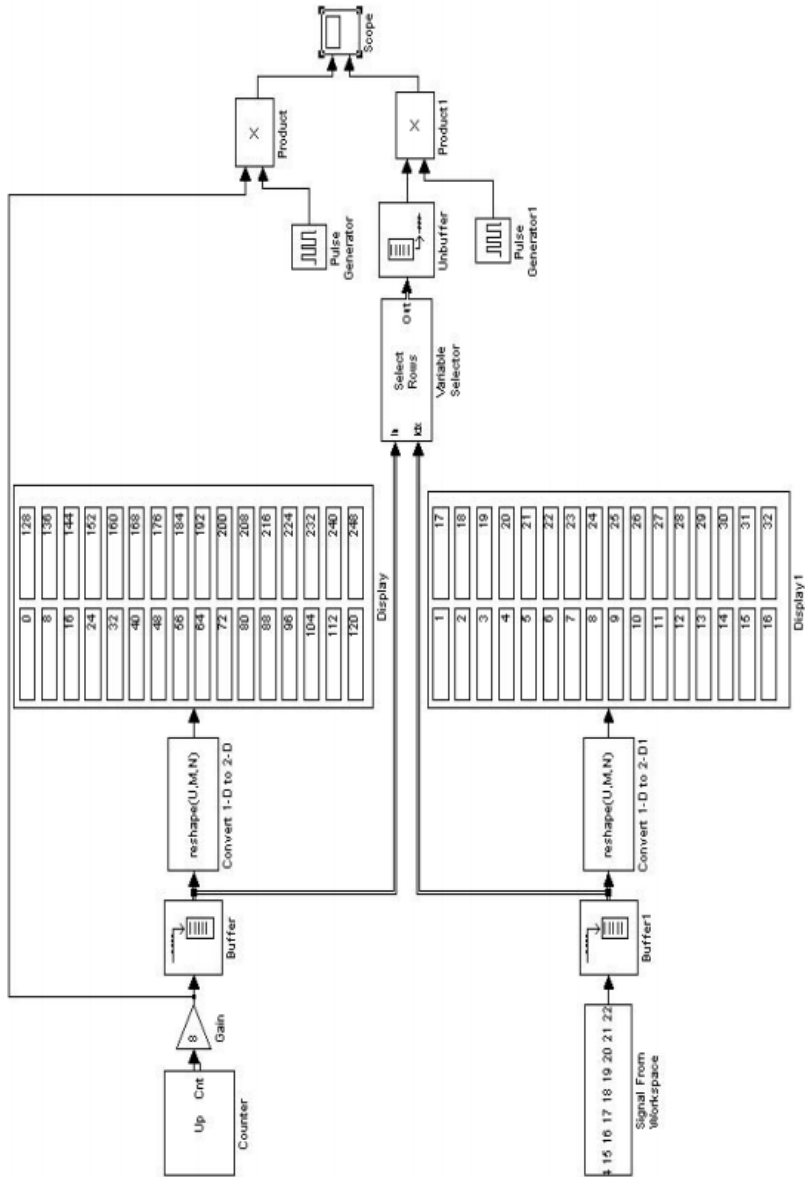 Up
Cnt
Counter
8
Gain
Buffer
reshape(U,M,N)
Convert 1-D to 2-D
0 128
8 136
16 144
24 152
32 160
40 168
48 176
56 184
64 192
72 200
80 208
88 216
96 224
104 232
112 240
120 248
Display
4 15 16 17 18 19 20 21 22
Signal From
Workspace
Buffer1
reshape(U,M,N)
Convert 1-D to 2-D1
1 17
2 18
3 19
4 20
5 21
6 22
7 23
8 24
9 25
10 26
11 27
12 28
13 29
14 30
15 31
16 32
Display1
In
Idx
Select
Rows
Out
Variable
Selector
Unbuffer
Pulse
Generator
X
Product
Pulse
Generator1
X
Product1
Scope